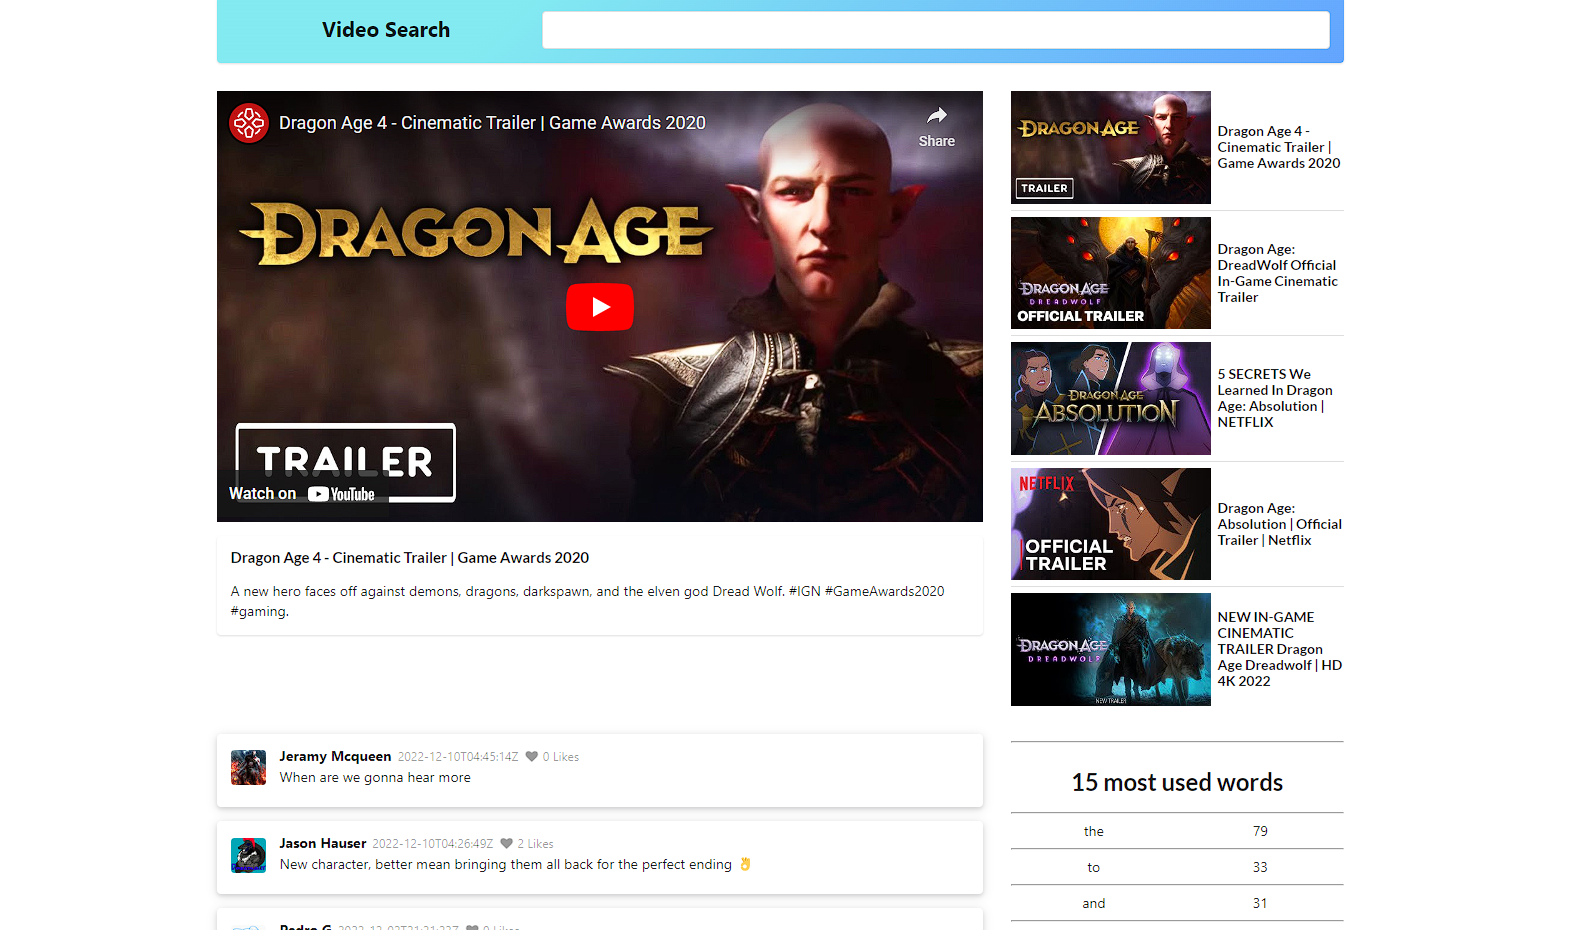 Video Search
Dragon Age 4 - Cinematic Trailer | Game Awards 2020
Share
DRAGON AGE
TRAILER
Watch on YouTube
Dragon Age 4 - Cinematic Trailer | Game Awards 2020
A new hero faces off against demons, dragons, darkspawn, and the elven god Dread Wolf. #IGN #GameAwards2020
#gaming.
DRAGON AGE
TRAILER
Dragon Age 4 -
Cinematic Trailer |
Game Awards 2020
DRAGON AGE
DREADWOLF
OFFICIAL TRAILER
Dragon Age:
DreadWolf Official
In-Game Cinematic
Trailer
DRAGON AGE
ABSOLUTION
5 SECRETS We
Learned In Dragon
Age: Absolution |
NETFLIX
NETFLIX
OFFICIAL
TRAILER
Dragon Age:
Absolution | Official
Trailer | Netflix
DRAGON AGE
DREADWOLF
NEW TRAILER
NEW IN-GAME
CINEMATIC
TRAILER Dragon
Age Dreadwolf | HD
4K 2022
Jeramy Mcqueen 2022-12-10T04:45:14Z 0 Likes
When are we gonna hear more
Jason Hauser 2022-12-10T04:26:49Z 2 Likes
New character, better mean bringing them all back for the perfect ending 👌
Pedro G
15 most used words
the 79
to 33
and 31